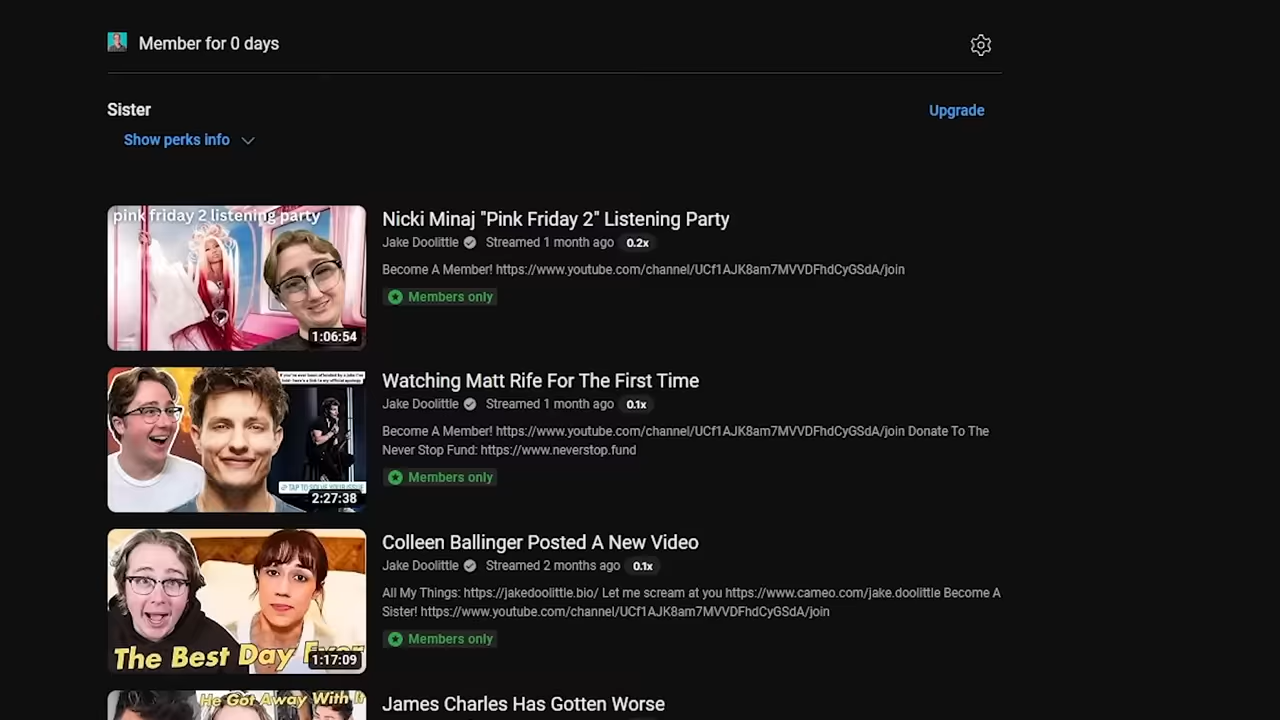 Member for 0 days
Sister
Upgrade
Show perks info
pink friday 2 listening party
1:06:54
Nicki Minaj "Pink Friday 2" Listening Party
Jake Doolittle Streamed 1 month ago 0.2x
Become A Member! https://www.youtube.com/channel/UCf1AJK8am7MVVDFhdCyGSdA/join
Members only
TAP TO SOLVE YOUR ISSUE
2:27:38
Watching Matt Rife For The First Time
Jake Doolittle Streamed 1 month ago 0.1x
Become A Member! https://www.youtube.com/channel/UCf1AJK8am7MVVDFhdCyGSdA/join Donate To The
Never Stop Fund: https://www.neverstop.fund
Members only
The Best Day Ever
1:17:09
Colleen Ballinger Posted A New Video
Jake Doolittle Streamed 2 months ago 0.1x
All My Things: https://jakedoolittle.bio/ Let me scream at you https://www.cameo.com/jake.doolittle Become A
Sister! https://www.youtube.com/channel/UCf1AJK8am7MVVDFhdCyGSdA/join
Members only
He Got Away With It
James Charles Has Gotten Worse